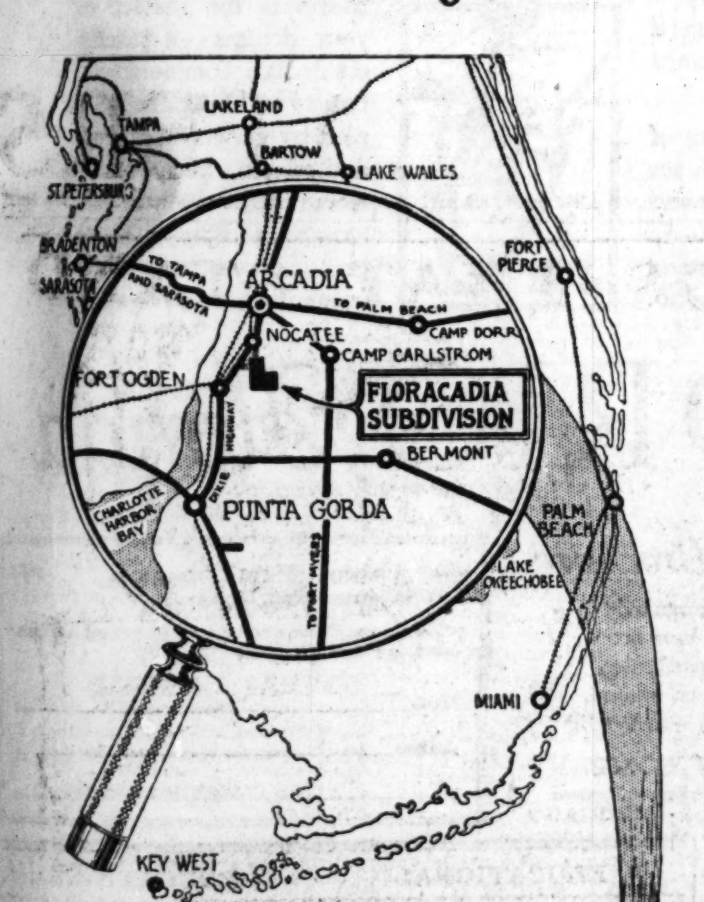 LAKELAND
TAMPA
BARTOW
LAKE WAILES
ST. PETERSBURG
BRADENTON
SARASOTA
FORT
PIERCE
TO TAMPA
AND SARASOTA
ARCADIA
TO PALM BEACH
CAMP DORR
NOCATEE
CAMP CARLSTROM
FORT OGDEN
FLORACADIA
SUBDIVISION
DIXIE HIGHWAY
BERMONT
CHARLOTTE
HARBOR
BAY
PUNTA GORDA
TO FORT MYERS
PALM
BEACH
LAKE
OKEECHOBEE
MIAMI
KEY WEST